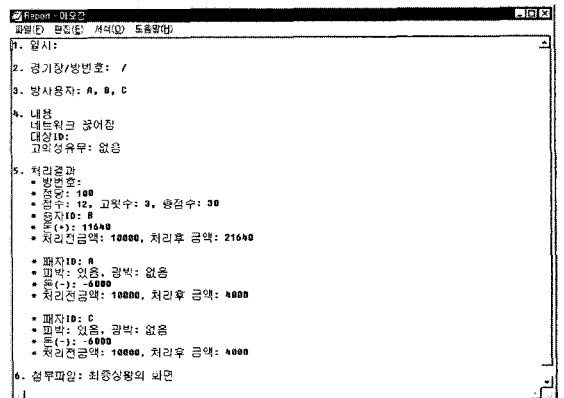 Report - 메모장
파일(F) 편집(E) 서식(O) 도움말(H)
1. 일시:
2. 경기장/방번호: /
3. 방사용자: A, B, C
4. 내용
네트워크 끊어짐
대상ID:
고의성유무: 없음
5. 처리결과
* 방번호:
* 점당: 100
* 점수: 12, 고횟수: 3, 총점수: 30
* 승자ID: B
* 돈(+): 11640
* 처리전금액: 10000, 처리후 금액: 21640
* 패자ID: A
* 피박: 있음, 광박: 없음
* 돈(-): -6000
* 처리전금액: 10000, 처리후 금액: 4000
* 패자ID: C
* 피박: 있음, 광박: 없음
* 돈(-): -6000
* 처리전금액: 10000, 처리후 금액: 4000
6. 첨부파일: 최종상황의 화면